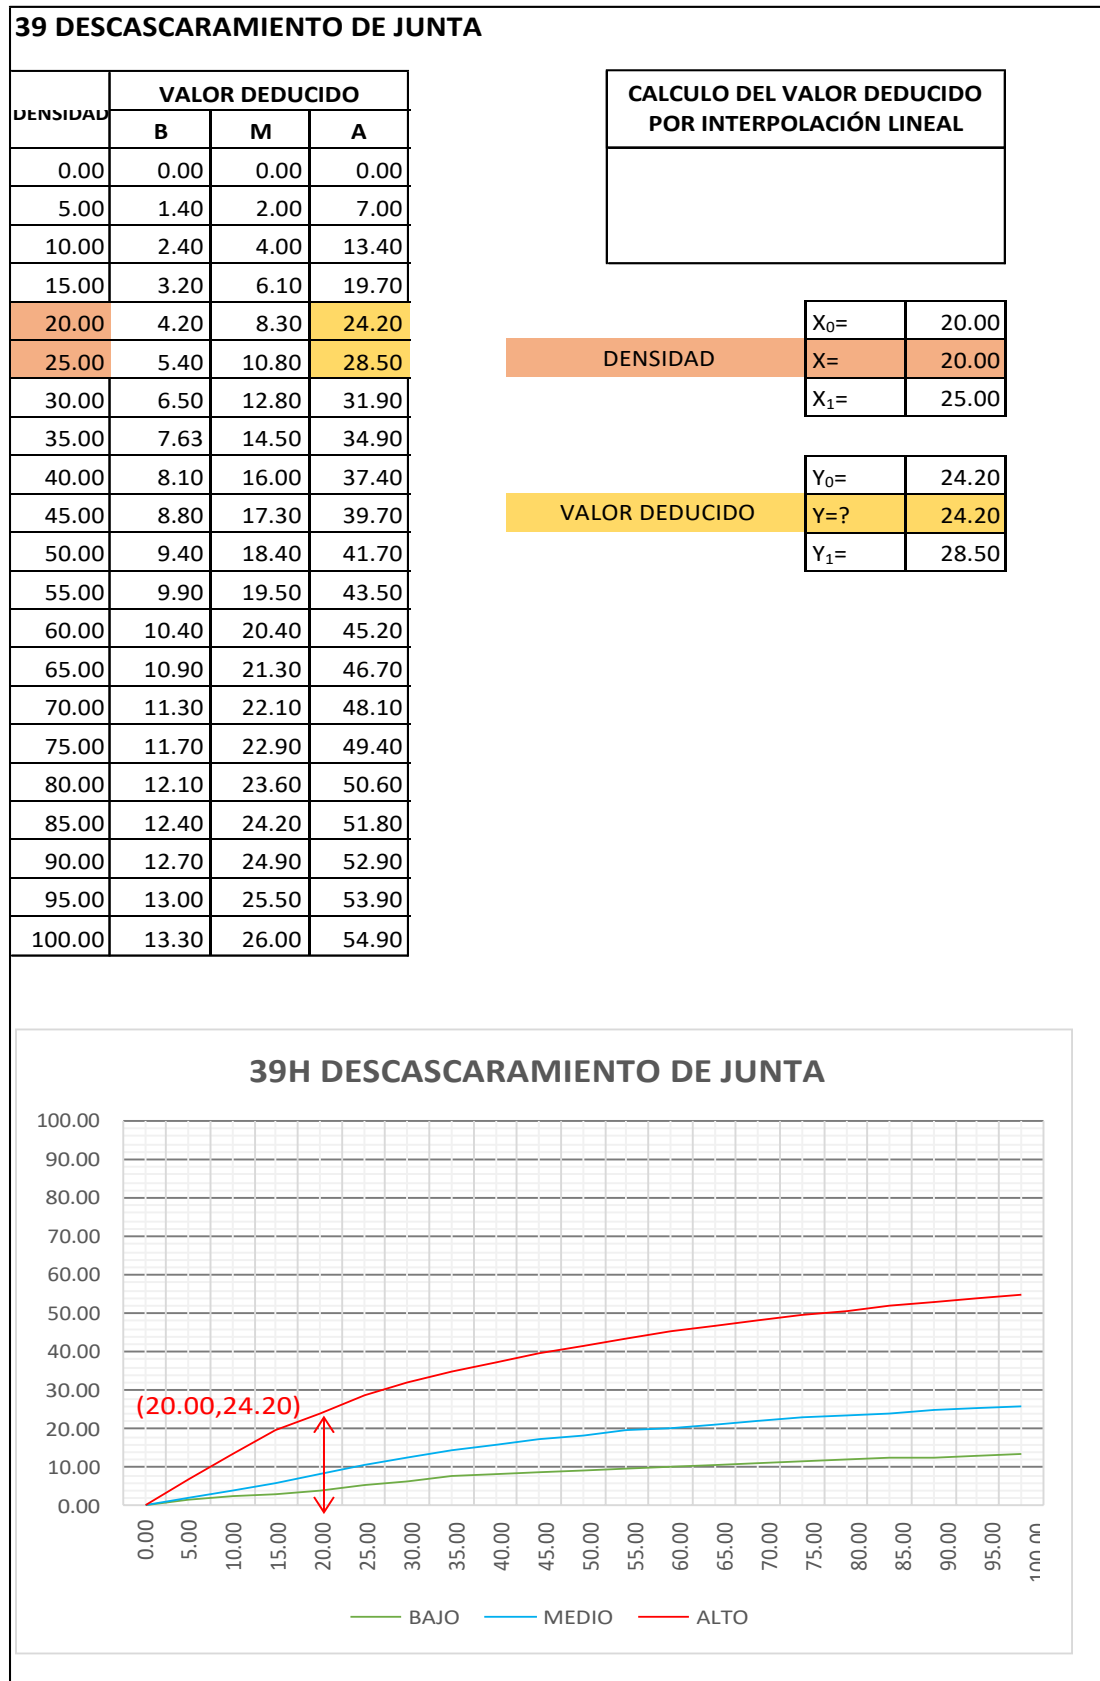 39 DESCASCARAMIENTO DE JUNTA
DENSIDAD VALOR DEDUCIDO
B M A
0.00 0.00 0.00 0.00
5.00 1.40 2.00 7.00
10.00 2.40 4.00 13.40
15.00 3.20 6.10 19.70
20.00 4.20 8.30 24.20
25.00 5.40 10.80 28.50
30.00 6.50 12.80 31.90
35.00 7.63 14.50 34.90
40.00 8.10 16.00 37.40
45.00 8.80 17.30 39.70
50.00 9.40 18.40 41.70
55.00 9.90 19.50 43.50
60.00 10.40 20.40 45.20
65.00 10.90 21.30 46.70
70.00 11.30 22.10 48.10
75.00 11.70 22.90 49.40
80.00 12.10 23.60 50.60
85.00 12.40 24.20 51.80
90.00 12.70 24.90 52.90
95.00 13.00 25.50 53.90
100.00 13.30 26.00 54.90
CALCULO DEL VALOR DEDUCIDO
POR INTERPOLACIÓN LINEAL
X₀= 20.00
DENSIDAD X= 20.00
X₁= 25.00
Y₀= 24.20
VALOR DEDUCIDO Y=? 24.20
Y₁= 28.50
39H DESCASCARAMIENTO DE JUNTA
100.00
90.00
80.00
70.00
60.00
50.00
40.00
30.00
20.00
10.00
0.00
(20.00,24.20)
0.00 5.00 10.00 15.00 20.00 25.00 30.00 35.00 40.00 45.00 50.00 55.00 60.00 65.00 70.00 75.00 80.00 85.00 90.00 95.00 100.00
BAJO MEDIO ALTO